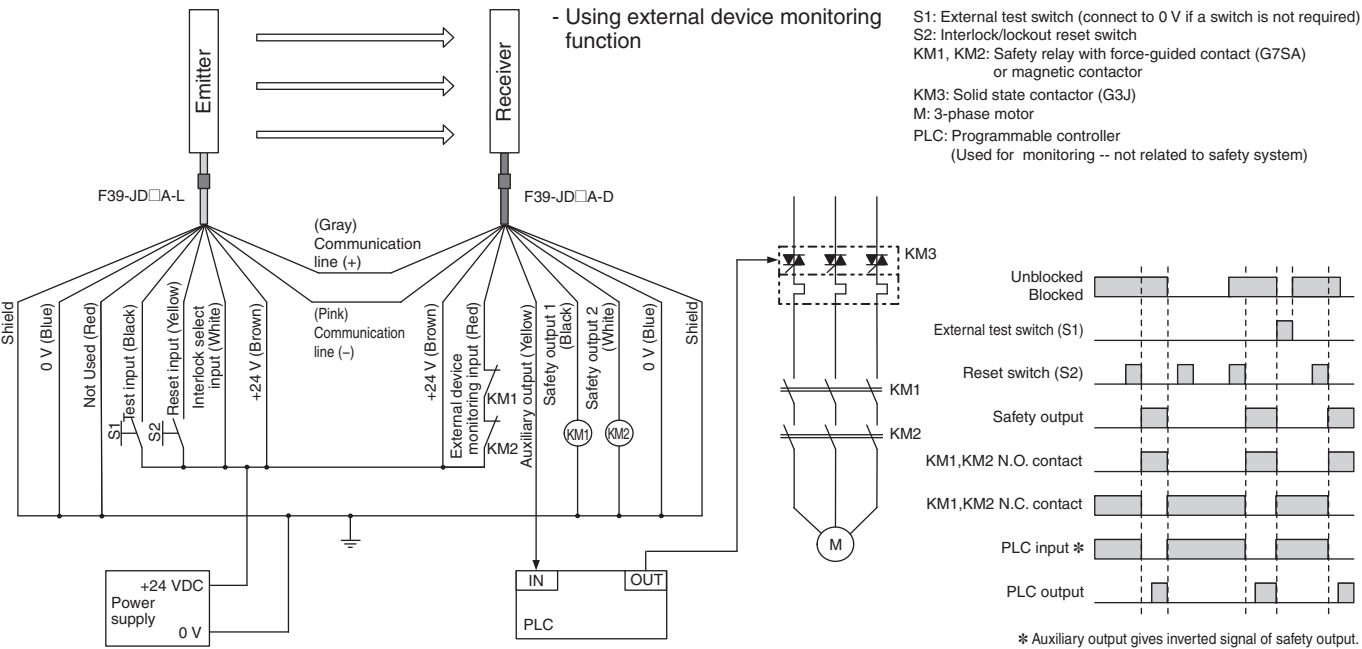 - Using external device monitoring
function
S1: External test switch (connect to 0 V if a switch is not required)
S2: Interlock/lockout reset switch
KM1, KM2: Safety relay with force-guided contact (G7SA)
or magnetic contactor
KM3: Solid state contactor (G3J)
M: 3-phase motor
PLC: Programmable controller
(Used for monitoring -- not related to safety system)
Emitter
Receiver
F39-JD□A-L
F39-JD□A-D
(Gray)
Communication
line (+)
(Pink)
Communication
line (−)
Shield
0 V (Blue)
Not Used (Red)
Test input (Black)
Reset input (Yellow)
Interlock select
input (White)
+24 V (Brown)
S1
S2
+24 V (Brown)
External device
monitoring input (Red)
KM1
KM2
Auxiliary output (Yellow)
Safety output 1
(Black)
Safety output 2
(White)
0 V (Blue)
Shield
KM1
KM2
+24 VDC
Power
supply
0 V
IN
OUT
PLC
KM3
KM1
KM2
M
Unblocked
Blocked
External test switch (S1)
Reset switch (S2)
Safety output
KM1,KM2 N.O. contact
KM1,KM2 N.C. contact
PLC input ✽
PLC output
✽ Auxiliary output gives inverted signal of safety output.